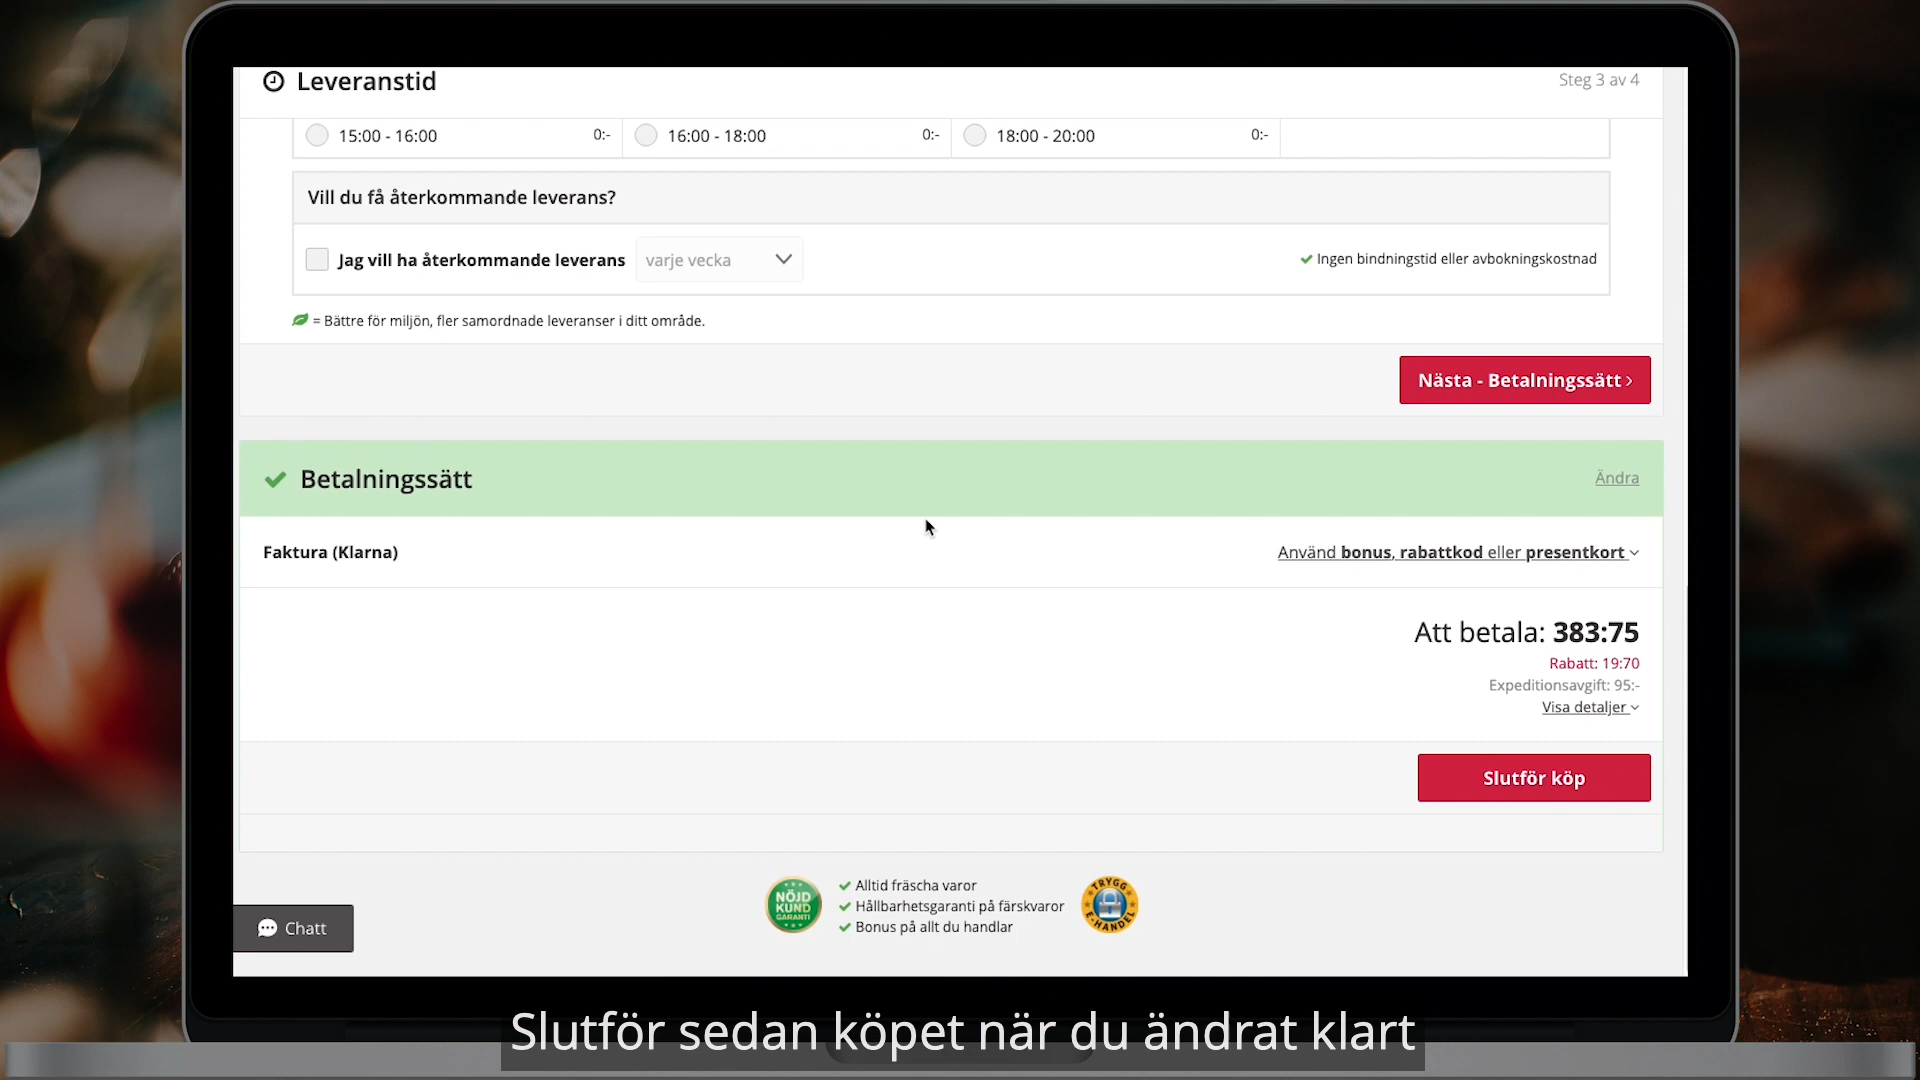 Leveranstid
Steg 3 av 4
15:00 - 16:00 0:- 16:00 - 18:00 0:- 18:00 - 20:00 0:-
Vill du få återkommande leverans?
Jag vill ha återkommande leverans varje vecka Ingen bindningstid eller avbokningskostnad
= Bättre för miljön, fler samordnade leveranser i ditt område.
Nästa - Betalningssätt
Betalningssätt
Ändra
Faktura (Klarna)
Använd bonus, rabattkod eller presentkort
Att betala: 383:75
Rabatt: 19:70
Expeditionsavgift: 95:-
Visa detaljer
Slutför köp
NÖJD
KUND
GARANTI
Alltid fräscha varor
Hållbarhetsgaranti på färskvaror
Bonus på allt du handlar
TRYGG
E-HANDEL
Chatt
Slutför sedan köpet när du ändrat klart